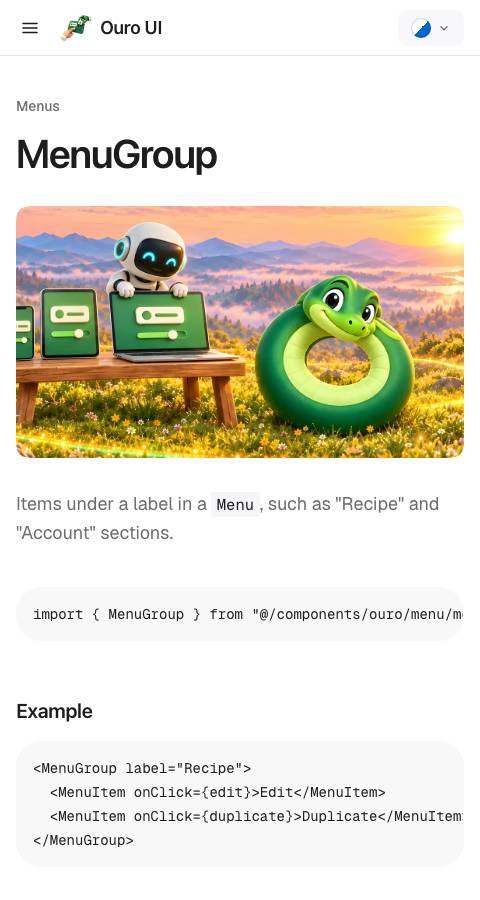 Ouro UI
Menus
MenuGroup
Items under a label in a Menu, such as "Recipe" and
"Account" sections.
import { MenuGroup } from "@/components/ouro/menu/m
Example
<MenuGroup label="Recipe">
  <MenuItem onClick={edit}>Edit</MenuItem>
  <MenuItem onClick={duplicate}>Duplicate</MenuItem>
</MenuGroup>